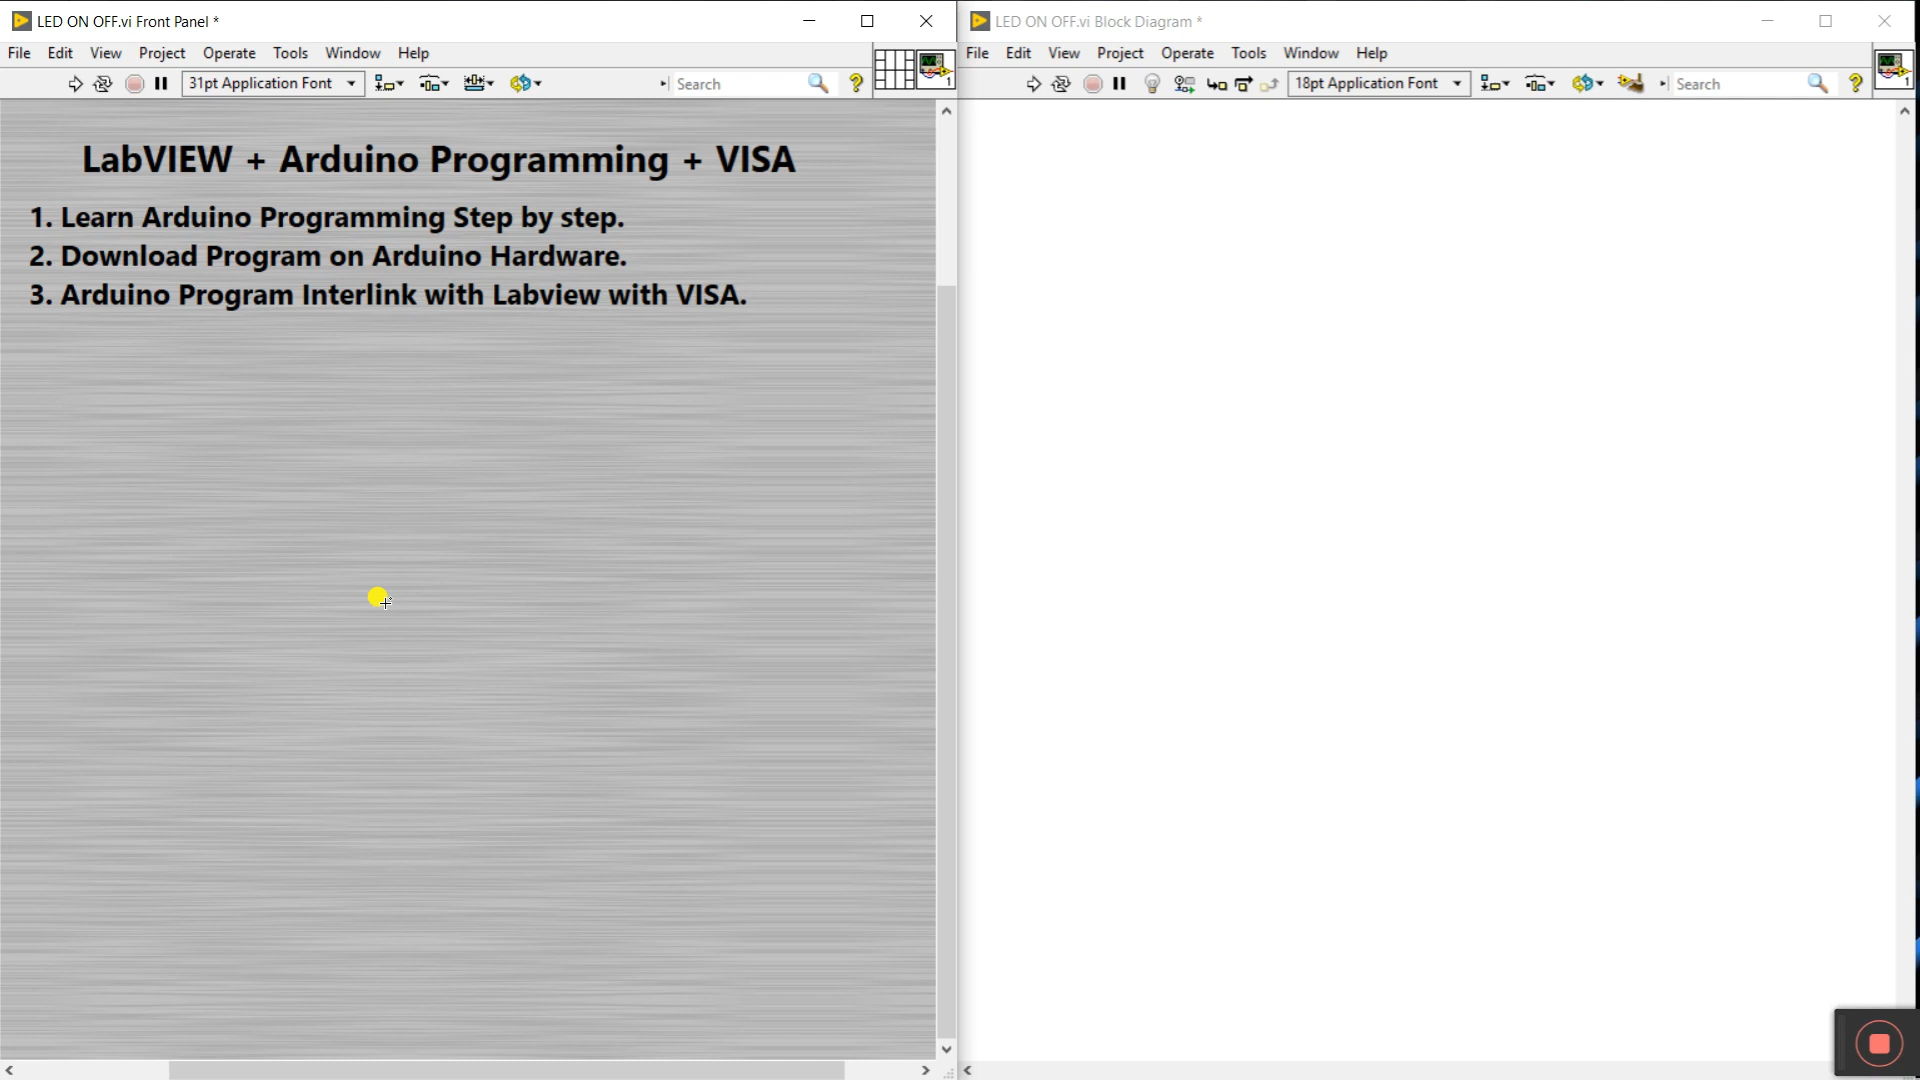 LED ON OFF.vi Front Panel *
File Edit View Project Operate Tools Window Help
31pt Application Font
Search
1
LabVIEW + Arduino Programming + VISA
1. Learn Arduino Programming Step by step.
2. Download Program on Arduino Hardware.
3. Arduino Program Interlink with Labview with VISA.
LED ON OFF.vi Block Diagram *
File Edit View Project Operate Tools Window Help
18pt Application Font
Search
1